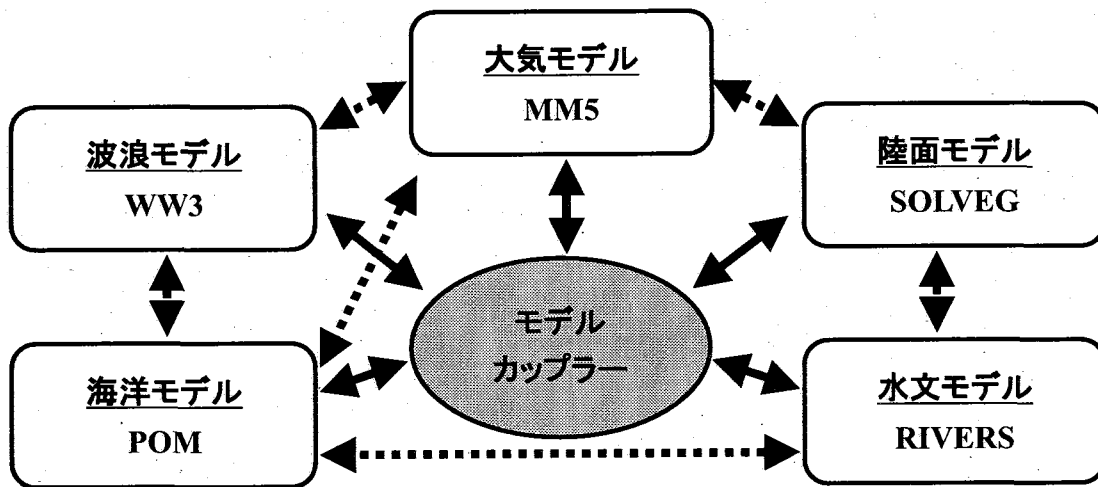 大気モデル
MM5
波浪モデル
WW3
陸面モデル
SOLVEG
モデル
カップラー
海洋モデル
POM
水文モデル
RIVERS